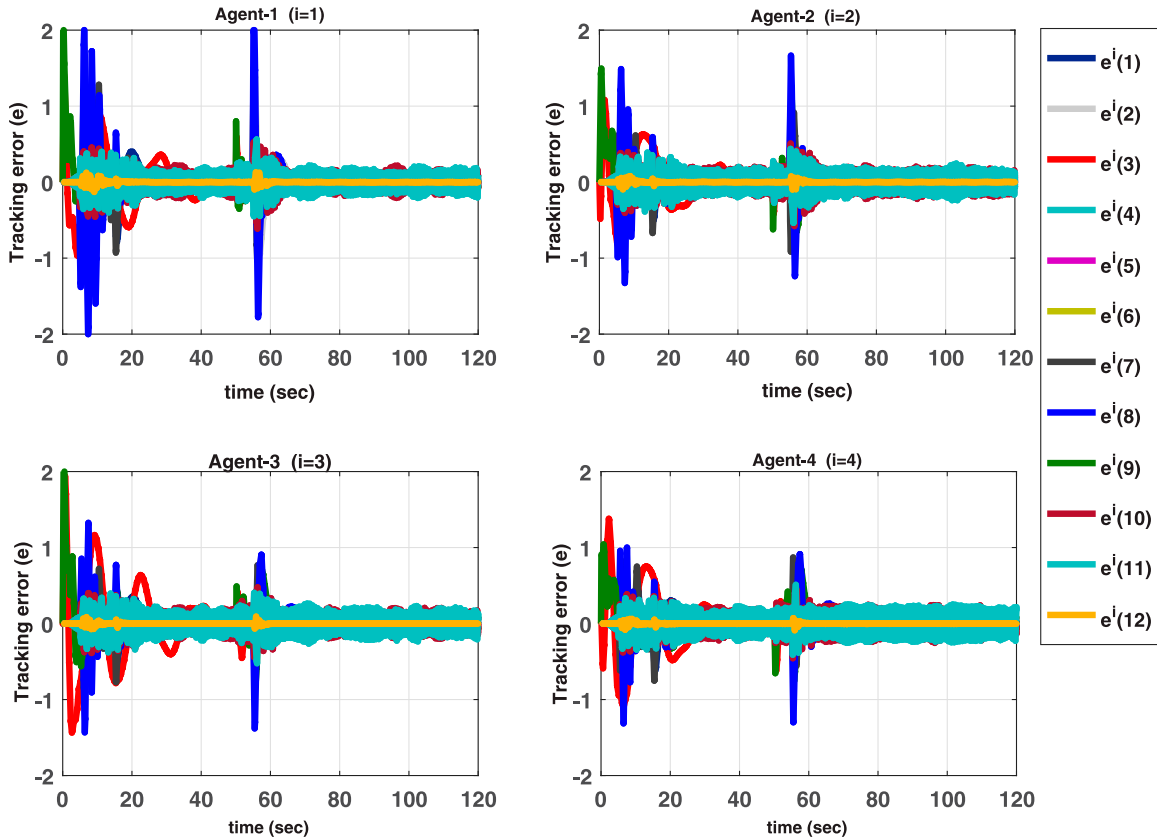 Agent-1 (i=1)
Tracking error (e)
2
1
0
-1
-2
0 20 40 60 80 100 120
time (sec)
Agent-2 (i=2)
Tracking error (e)
2
1
0
-1
-2
0 20 40 60 80 100 120
time (sec)
e^i(1)
e^i(2)
e^i(3)
e^i(4)
e^i(5)
e^i(6)
e^i(7)
e^i(8)
e^i(9)
e^i(10)
e^i(11)
e^i(12)
Agent-3 (i=3)
Tracking error (e)
2
1
0
-1
-2
0 20 40 60 80 100 120
time (sec)
Agent-4 (i=4)
Tracking error (e)
2
1
0
-1
-2
0 20 40 60 80 100 120
time (sec)